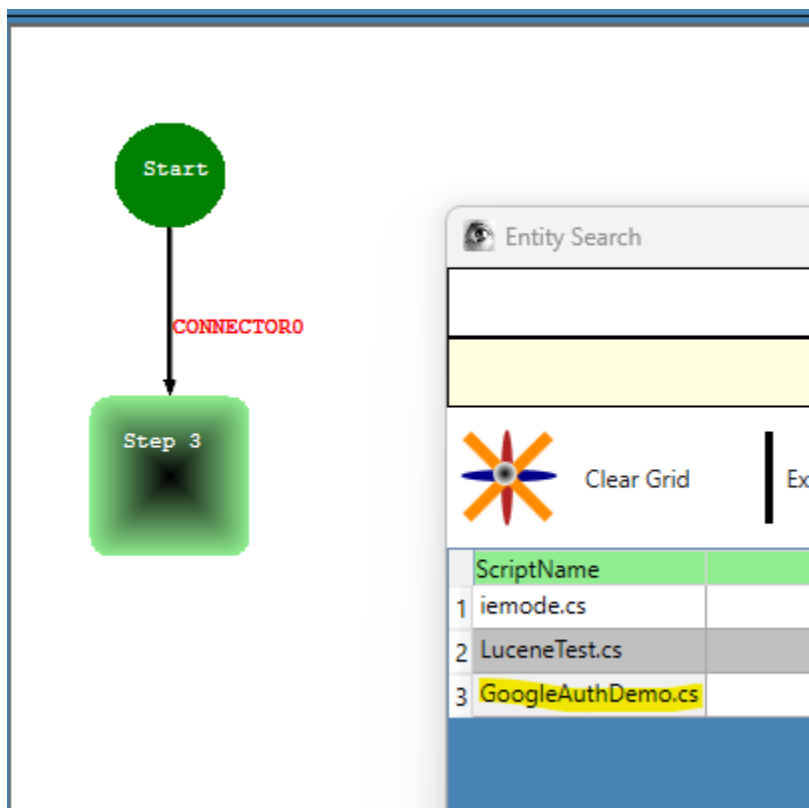 Start
CONNECTOR0
Step 3
Entity Search
Clear Grid
Ex
ScriptName
1 iemode.cs
2 LuceneTest.cs
3 GoogleAuthDemo.cs